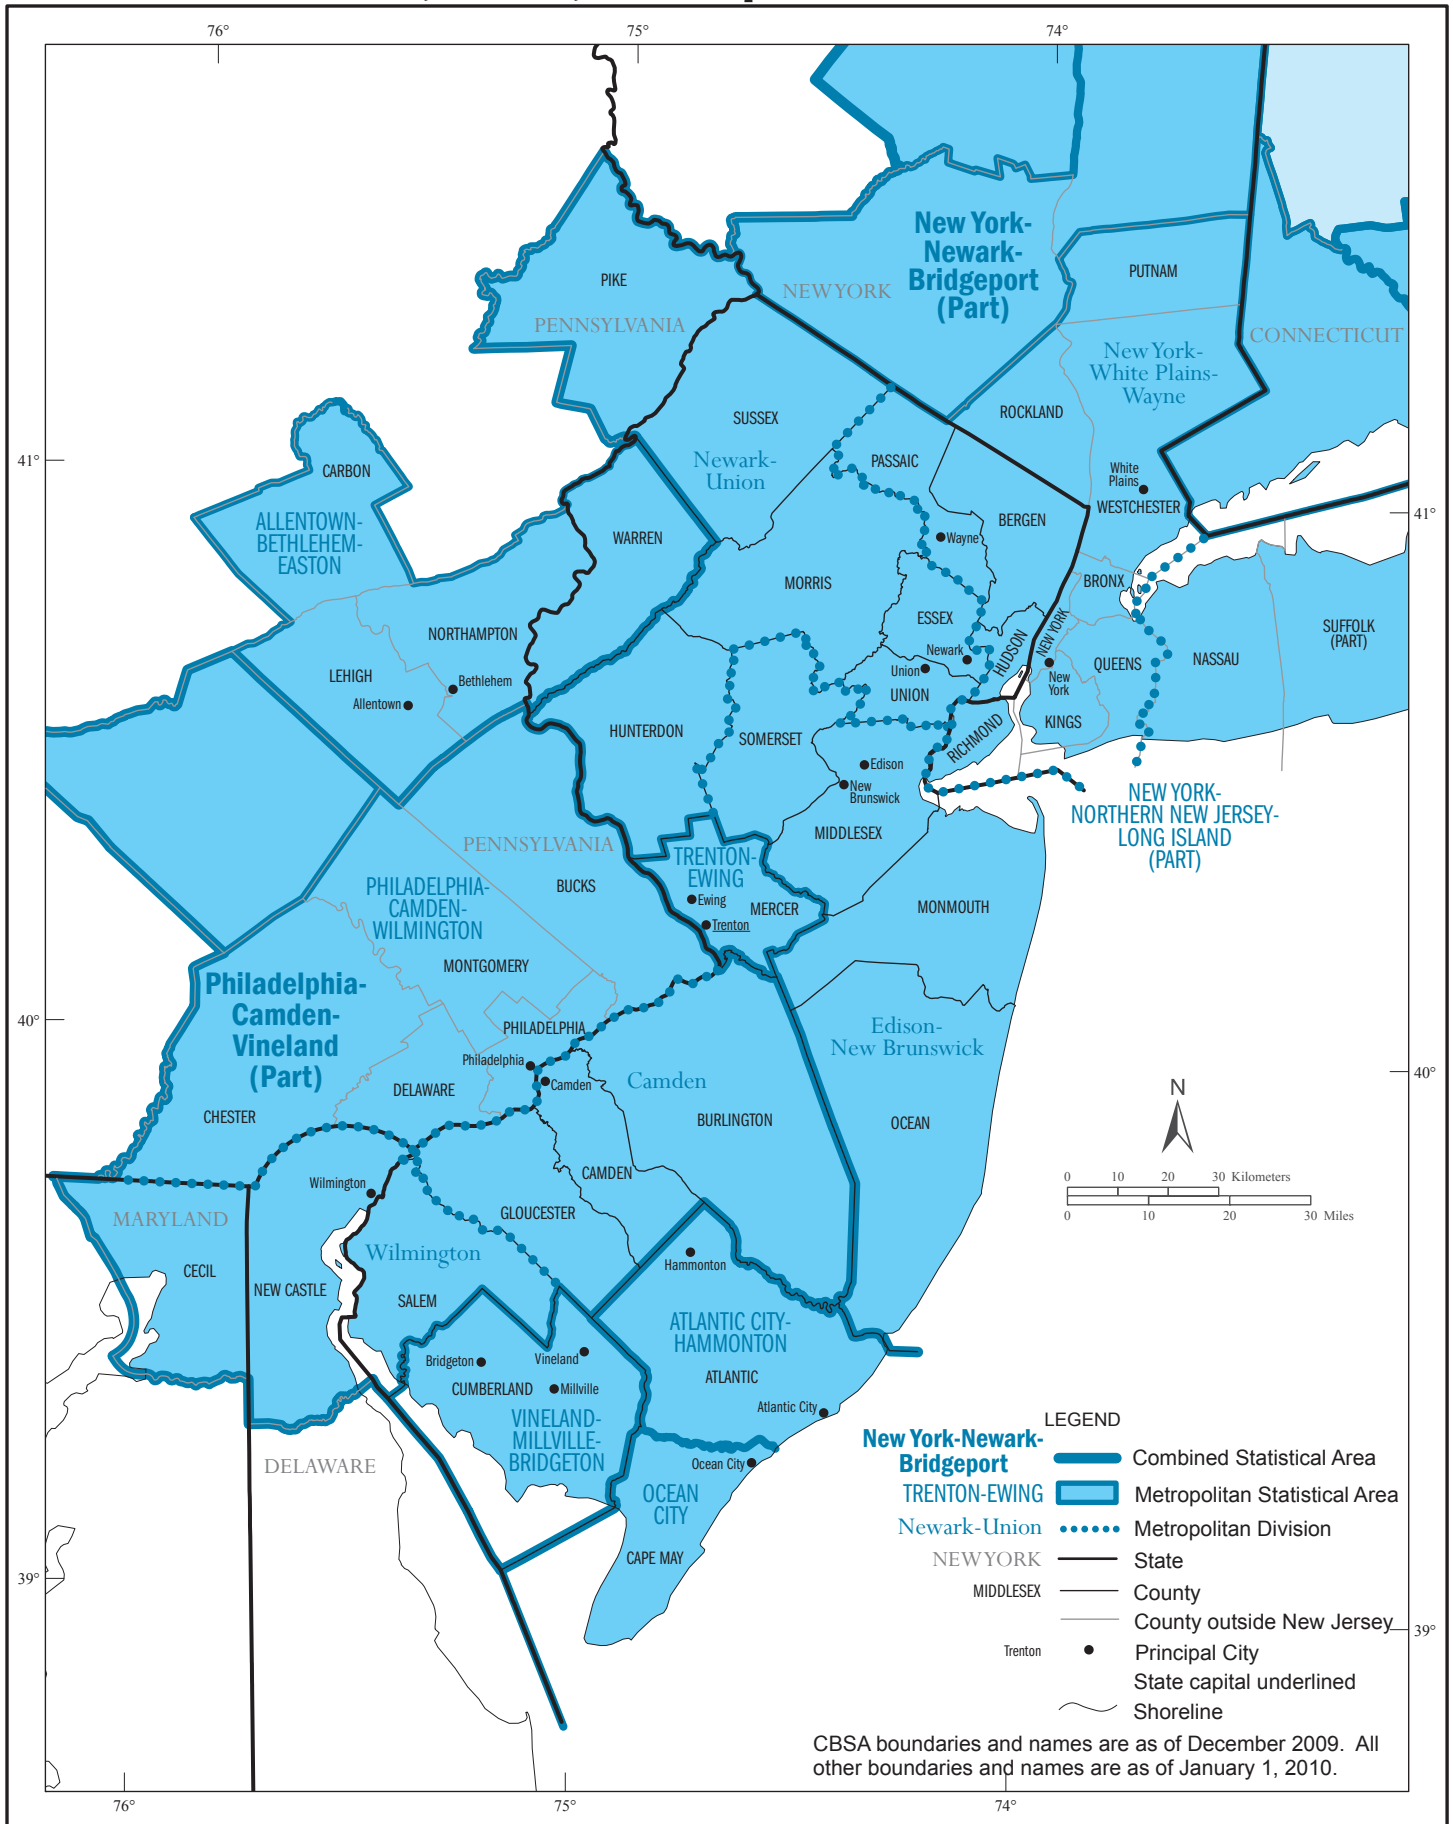 76°
75°
74°
New York-
Newark-
Bridgeport
(Part)
PUTNAM
PIKE
NEW YORK
PENNSYLVANIA
CONNECTICUT
New York-
White Plains-
Wayne
ROCKLAND
SUSSEX
41°
PASSAIC
Newark-
Union
CARBON
White
Plains
WESTCHESTER
41°
ALLENTOWN-
BETHLEHEM-
EASTON
BERGEN
WARREN
Wayne
MORRIS
BRONX
ESSEX
NEW YORK
SUFFOLK
(PART)
NORTHAMPTON
HUDSON
Newark
NASSAU
QUEENS
LEHIGH
Union
New
York
Bethlehem
Allentown
UNION
KINGS
HUNTERDON
SOMERSET
RICHMOND
Edison
New
Brunswick
NEW YORK-
NORTHERN NEW JERSEY-
LONG ISLAND
(PART)
MIDDLESEX
PENNSYLVANIA
TRENTON-
EWING
BUCKS
PHILADELPHIA-
CAMDEN-
WILMINGTON
Ewing
MERCER
MONMOUTH
Trenton
MONTGOMERY
Philadelphia-
Camden-
Vineland
(Part)
40°
PHILADELPHIA
Edison-
New Brunswick
Philadelphia
40°
Camden
Camden
DELAWARE
N
CHESTER
BURLINGTON
OCEAN
CAMDEN
0 10 20 30 Kilometers
0 10 20 30 Miles
Wilmington
MARYLAND
GLOUCESTER
Wilmington
Hammonton
CECIL
NEW CASTLE
SALEM
ATLANTIC CITY-
HAMMONTON
Bridgeton
Vineland
ATLANTIC
CUMBERLAND
Millville
Atlantic City
VINELAND-
MILLVILLE-
BRIDGETON
DELAWARE
Ocean City
OCEAN
CITY
CAPE MAY
39°
39°
LEGEND
New York-Newark-
Bridgeport
Combined Statistical Area
TRENTON-EWING
Metropolitan Statistical Area
Newark-Union
Metropolitan Division
NEW YORK
State
MIDDLESEX
County
County outside New Jersey
Trenton
Principal City
State capital underlined
Shoreline
CBSA boundaries and names are as of December 2009. All
other boundaries and names are as of January 1, 2010.
76°
75°
74°